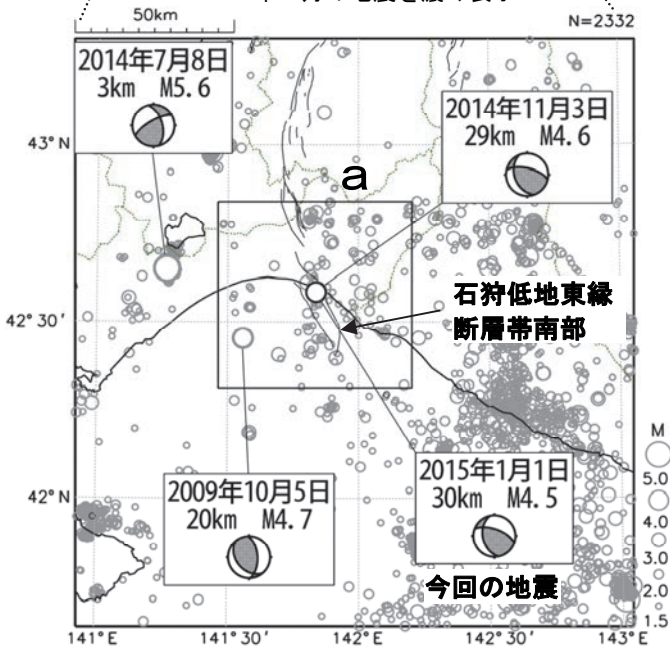 50km
N=2332
2014年7月8日
3km M5.6
2014年11月3日
29km M4.6
43°N
a
石狩低地東縁
断層帯南部
42°30′
M
5.0
4.0
3.0
2.0
1.5
42°N
2009年10月5日
20km M4.7
2015年1月1日
30km M4.5
今回の地震
141°E
141°30′
142°E
142°30′
143°E